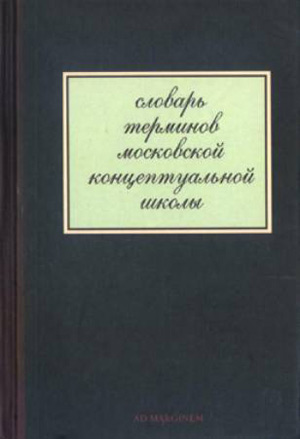 словарь
терминов
московской
концептуальной
школы
AD MARGINEM